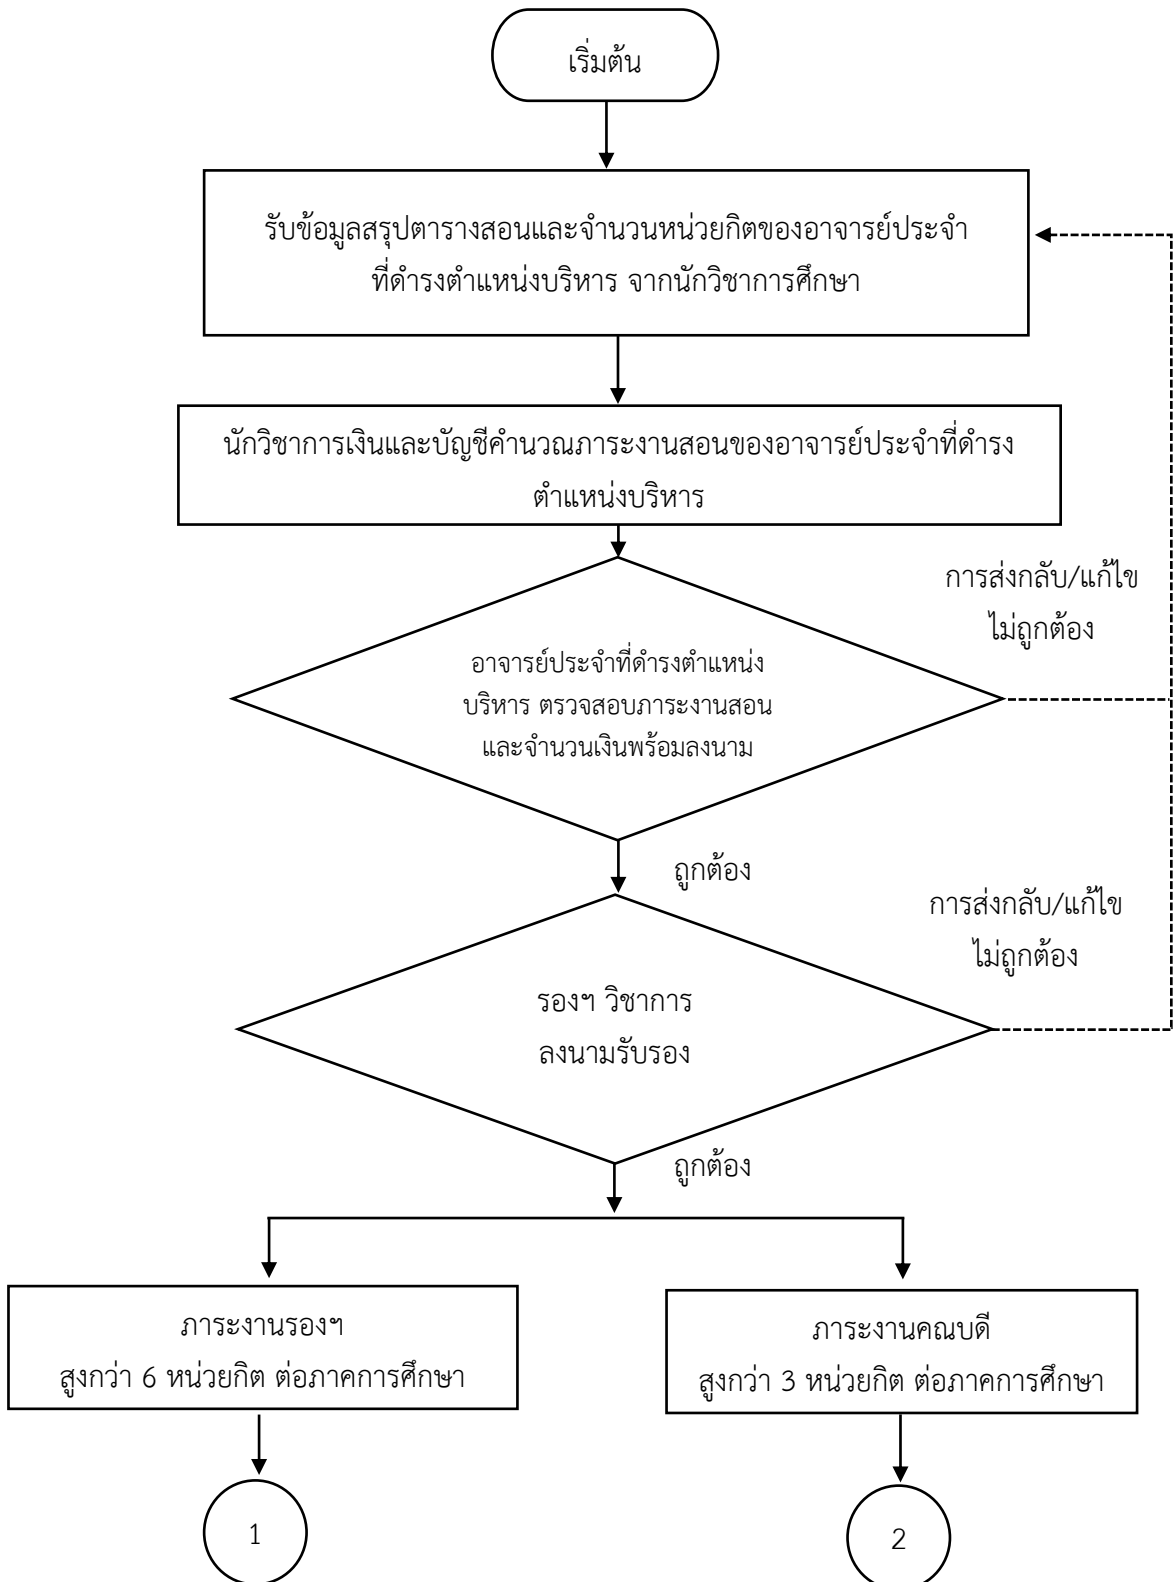 เริ่มต้น
รับข้อมูลสรุปตารางสอนและจำนวนหน่วยกิตของอาจารย์ประจำ
ที่ดำรงตำแหน่งบริหาร จากนักวิชาการศึกษา
นักวิชาการเงินและบัญชีคำนวณภาระงานสอนของอาจารย์ประจำที่ดำรง
ตำแหน่งบริหาร
การส่งกลับ/แก้ไข
ไม่ถูกต้อง
อาจารย์ประจำที่ดำรงตำแหน่ง
บริหาร ตรวจสอบภาระงานสอน
และจำนวนเงินพร้อมลงนาม
ถูกต้อง
การส่งกลับ/แก้ไข
ไม่ถูกต้อง
รองฯ วิชาการ
ลงนามรับรอง
ถูกต้อง
ภาระงานรองฯ
สูงกว่า 6 หน่วยกิต ต่อภาคการศึกษา
ภาระงานคณบดี
สูงกว่า 3 หน่วยกิต ต่อภาคการศึกษา
1
2